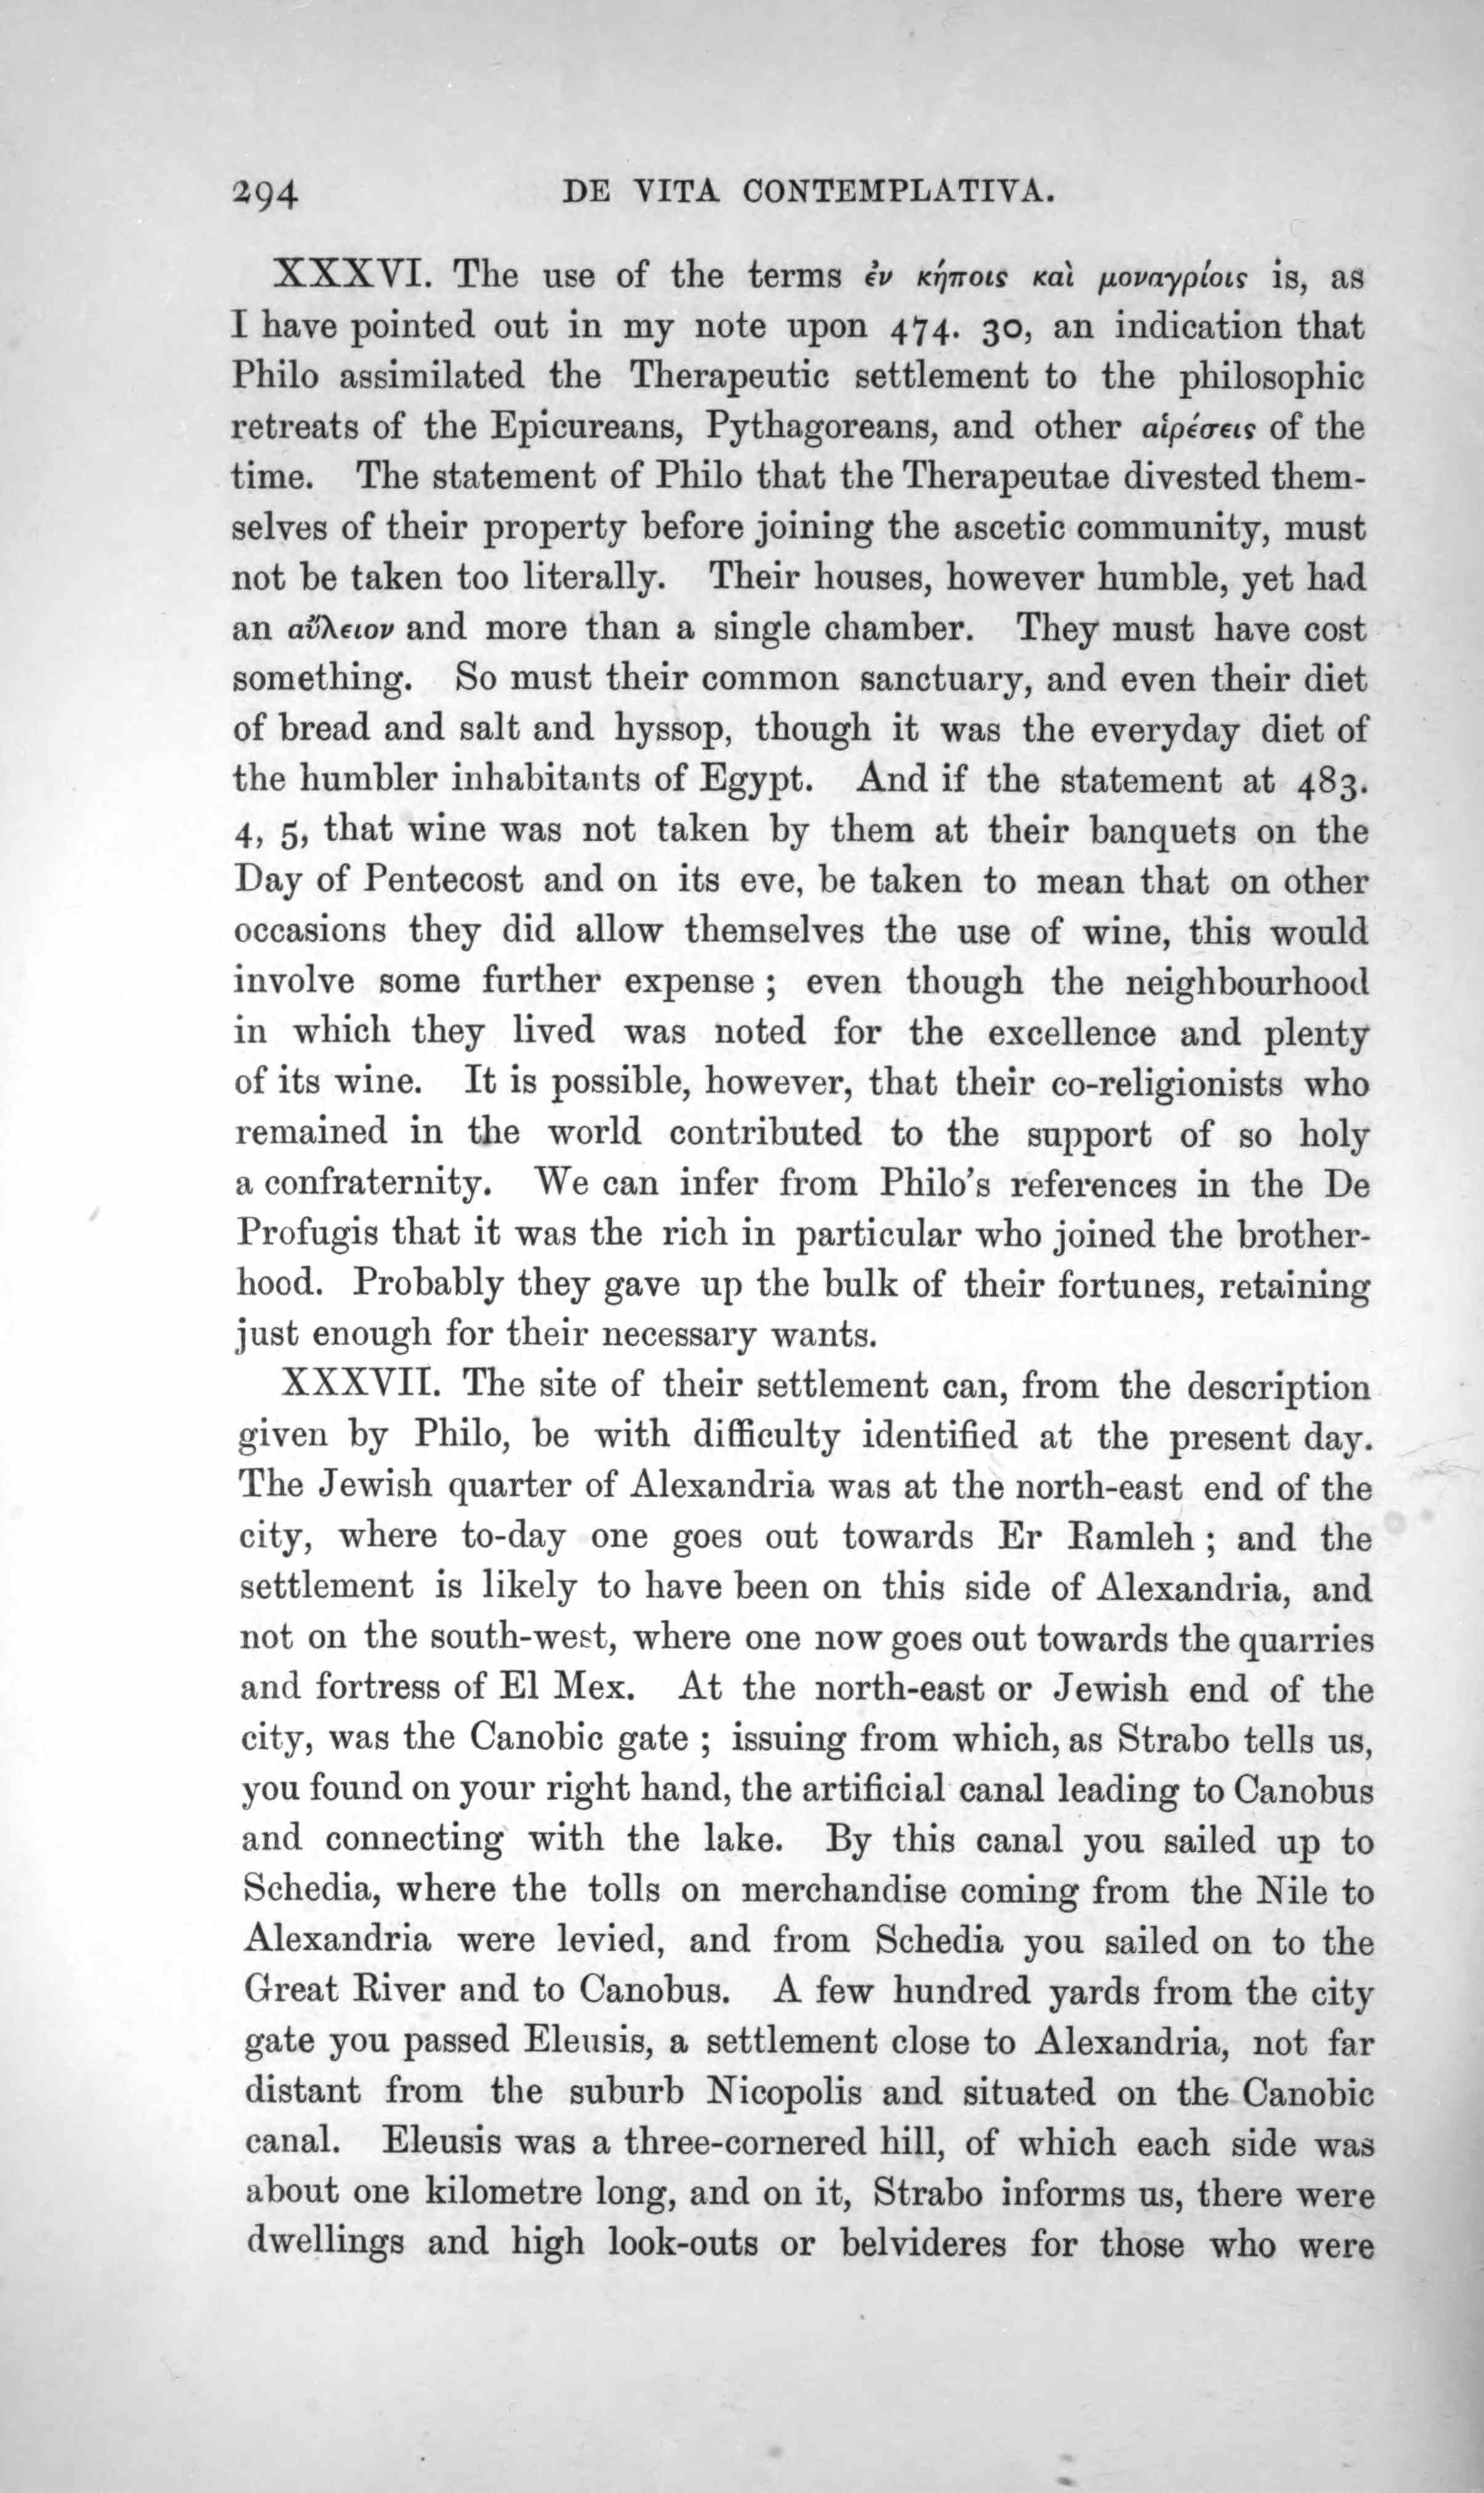 294 DE VITA CONTEMPLATIVA.
XXXVI. The use of the terms ἐν κήποις καὶ μοναγρίοις is, as
I have pointed out in my note upon 474. 30, an indication that
Philo assimilated the Therapeutic settlement to the philosophic
retreats of the Epicureans, Pythagoreans, and other αἱρέσεις of the
time. The statement of Philo that the Therapeutae divested them-
selves of their property before joining the ascetic community, must
not be taken too literally. Their houses, however humble, yet had
an αὔλειον and more than a single chamber. They must have cost
something. So must their common sanctuary, and even their diet
of bread and salt and hyssop, though it was the everyday diet of
the humbler inhabitants of Egypt. And if the statement at 483.
4, 5, that wine was not taken by them at their banquets on the
Day of Pentecost and on its eve, be taken to mean that on other
occasions they did allow themselves the use of wine, this would
involve some further expense ; even though the neighbourhood
in which they lived was noted for the excellence and plenty
of its wine. It is possible, however, that their co-religionists who
remained in the world contributed to the support of so holy
a confraternity. We can infer from Philo's references in the De
Profugis that it was the rich in particular who joined the brother-
hood. Probably they gave up the bulk of their fortunes, retaining
just enough for their necessary wants.
XXXVII. The site of their settlement can, from the description
given by Philo, be with difficulty identified at the present day.
The Jewish quarter of Alexandria was at the north-east end of the
city, where to-day one goes out towards Er Ramleh ; and the
settlement is likely to have been on this side of Alexandria, and
not on the south-west, where one now goes out towards the quarries
and fortress of El Mex. At the north-east or Jewish end of the
city, was the Canobic gate ; issuing from which, as Strabo tells us,
you found on your right hand, the artificial canal leading to Canobus
and connecting with the lake. By this canal you sailed up to
Schedia, where the tolls on merchandise coming from the Nile to
Alexandria were levied, and from Schedia you sailed on to the
Great River and to Canobus. A few hundred yards from the city
gate you passed Eleusis, a settlement close to Alexandria, not far
distant from the suburb Nicopolis and situated on the Canobic
canal. Eleusis was a three-cornered hill, of which each side was
about one kilometre long, and on it, Strabo informs us, there were
dwellings and high look-outs or belvideres for those who were